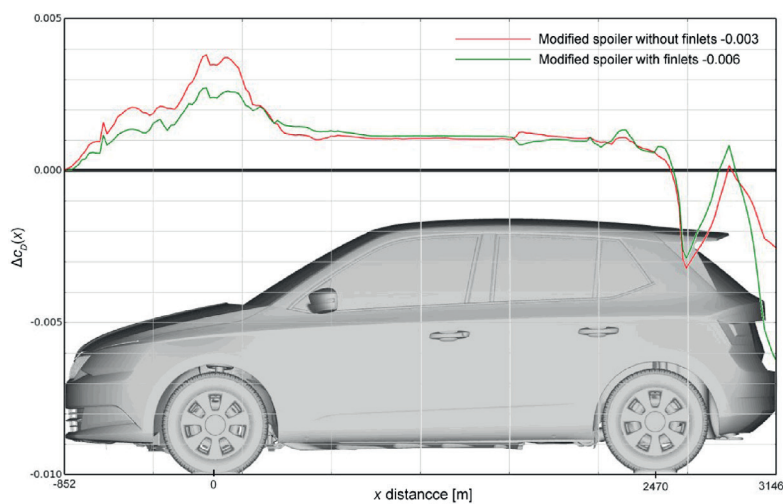 0.005
Modified spoiler without finlets -0.003
Modified spoiler with finlets -0.006
0.000
Δc_D(x)
-0.005
-0.010
-852
0
2470
3146
x distancce [m]